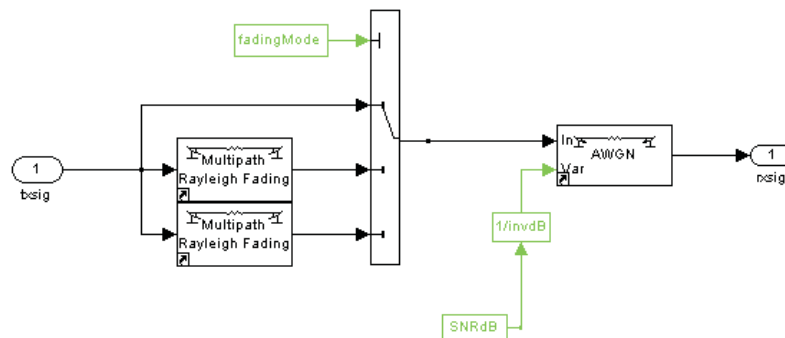 fadingMode
1
txsig
Multipath
Rayleigh Fading
Multipath
Rayleigh Fading
In
AWGN
Var
1
rxsig
1/invdB
SNRdB